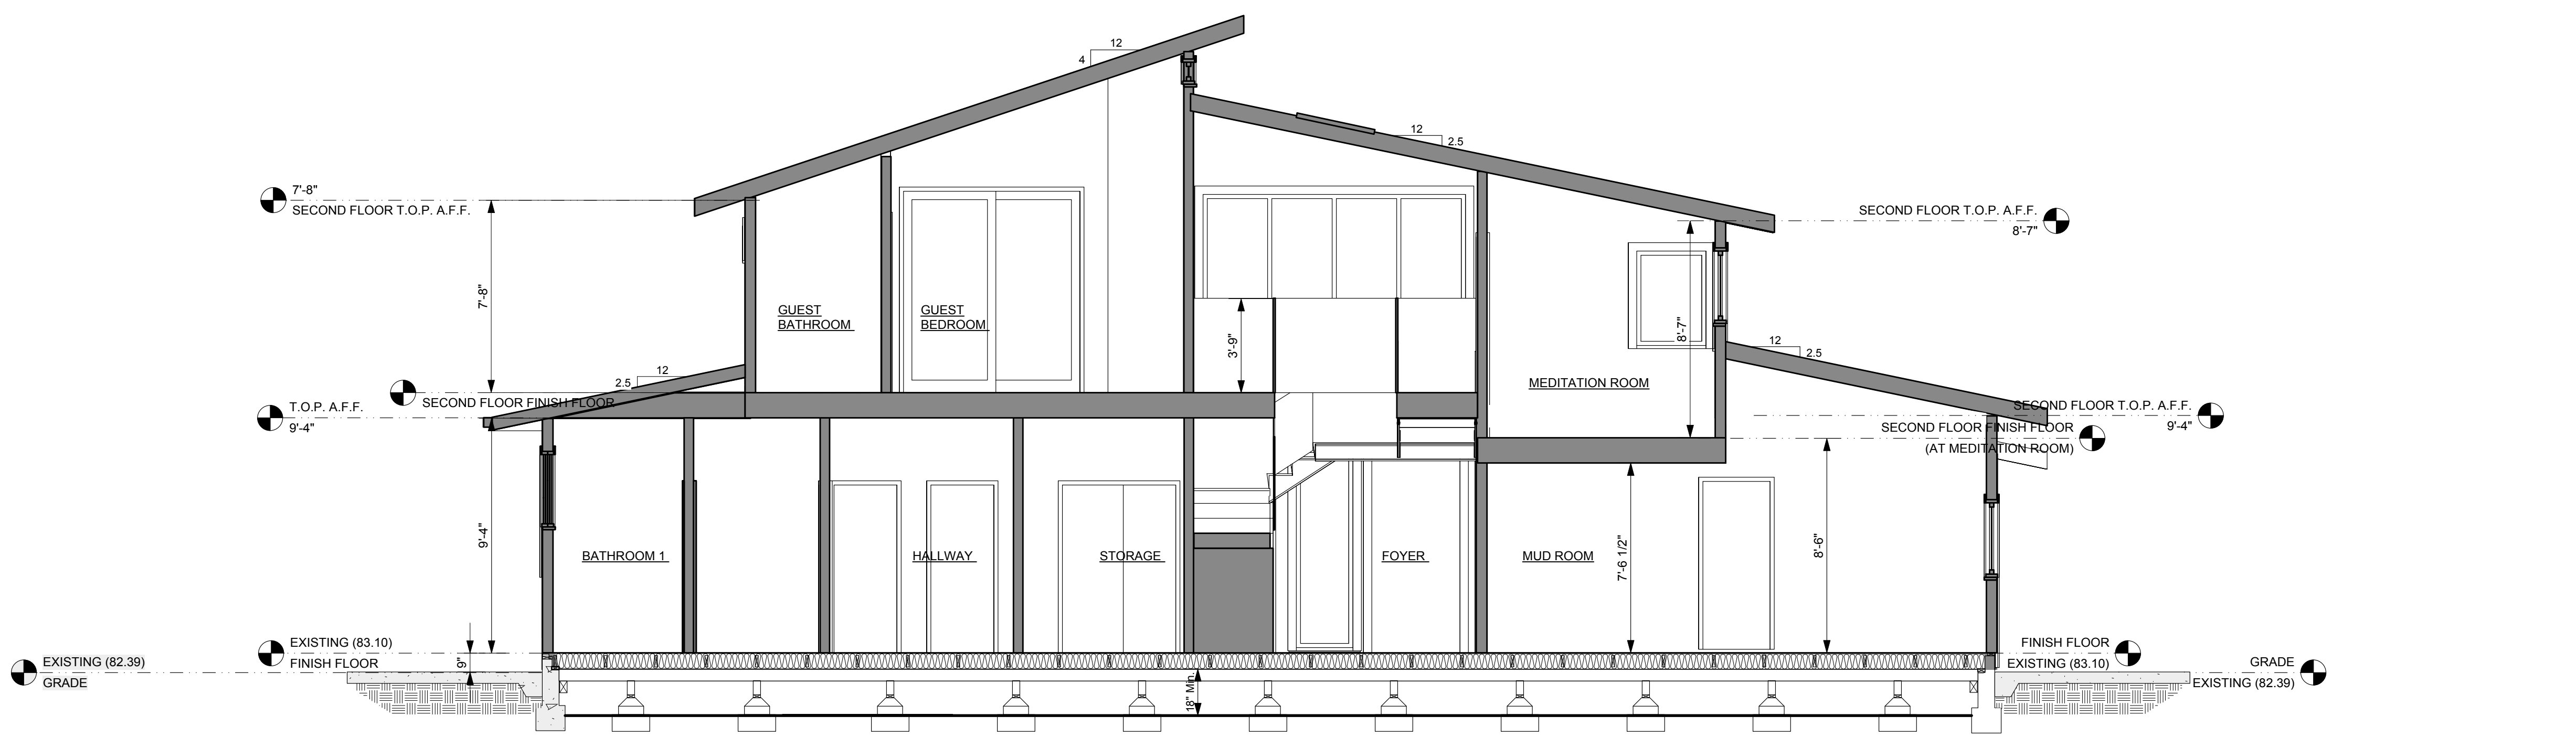 12
4
12
2.5
7'-8"
SECOND FLOOR T.O.P. A.F.F.
SECOND FLOOR T.O.P. A.F.F.
8'-7"
7'-8"
GUEST
BATHROOM
GUEST
BEDROOM
3'-9"
8'-7"
12
2.5
12
2.5
MEDITATION ROOM
SECOND FLOOR FINISH FLOOR
T.O.P. A.F.F.
9'-4"
SECOND FLOOR T.O.P. A.F.F.
9'-4"
SECOND FLOOR FINISH FLOOR
(AT MEDITATION ROOM)
9'-4"
BATHROOM 1
HALLWAY
STORAGE
FOYER
MUD ROOM
7'-6 1/2"
8'-6"
EXISTING (83.10)
FINISH FLOOR
9"
EXISTING (82.39)
GRADE
FINISH FLOOR
EXISTING (83.10)
GRADE
EXISTING (82.39)
18" Min.